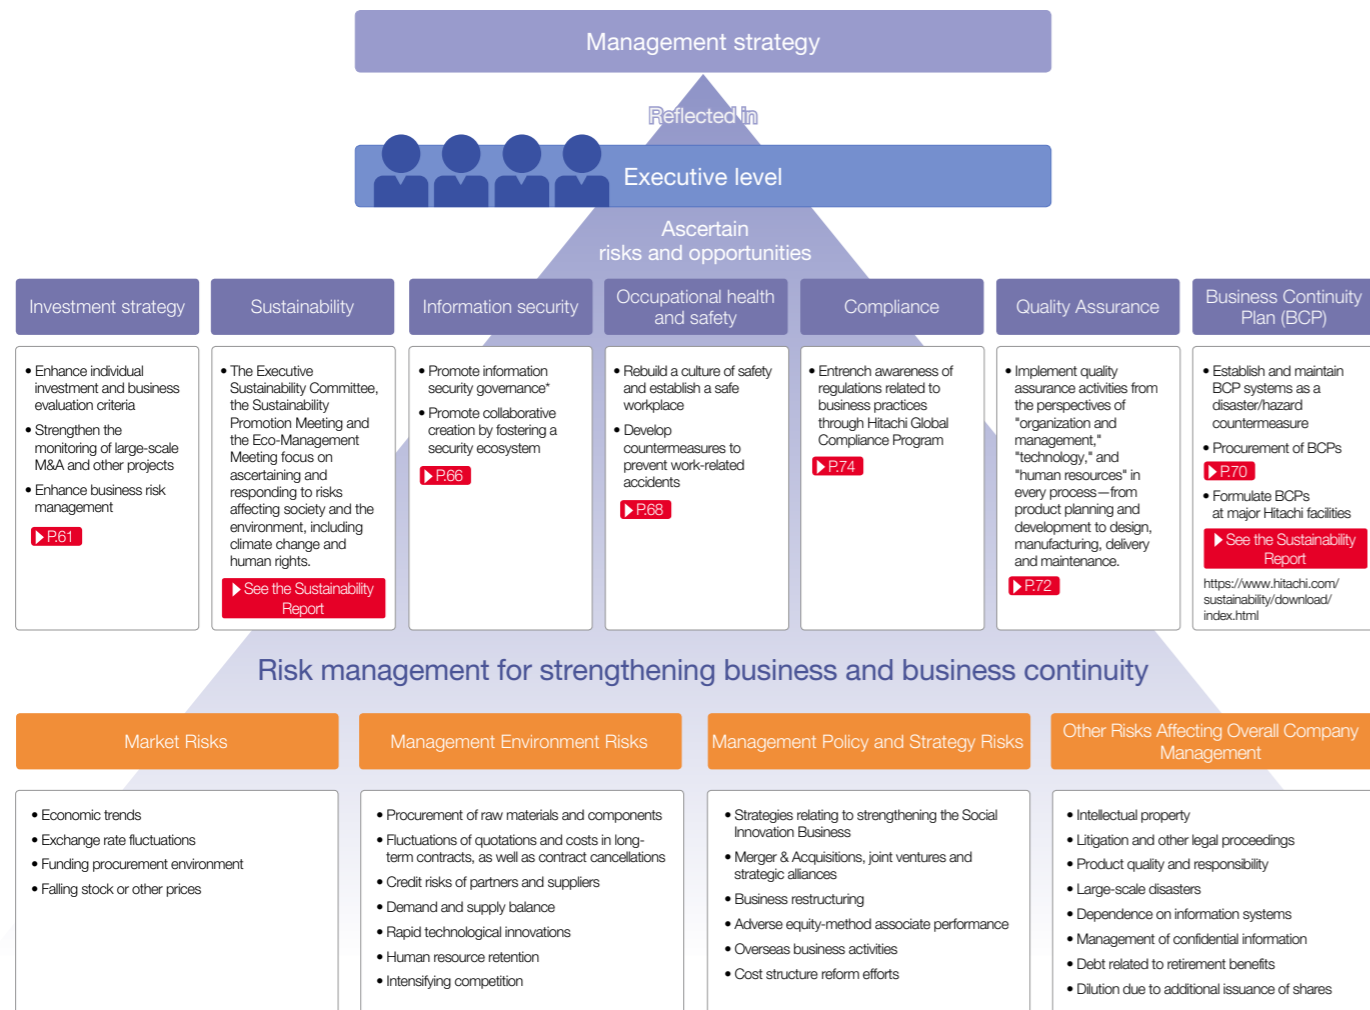 Management strategy
Reflected in
Executive level
Ascertain
risks and opportunities
Investment strategy
• Enhance individual
investment and business
evaluation criteria
• Strengthen the
monitoring of large-scale
M&A and other projects
• Enhance business risk
management
P.61
Sustainability
• The Executive
Sustainability Committee,
the Sustainability
Promotion Meeting and
the Eco-Management
Meeting focus on
ascertaining and
responding to risks
affecting society and the
environment, including
climate change and
human rights.
See the Sustainability
Report
Information security
• Promote information
security governance*
• Promote collaborative
creation by fostering a
security ecosystem
P.66
Occupational health
and safety
• Rebuild a culture of safety
and establish a safe
workplace
• Develop
countermeasures to
prevent work-related
accidents
P.68
Compliance
• Entrench awareness of
regulations related to
business practices
through Hitachi Global
Compliance Program
P.74
Quality Assurance
• Implement quality
assurance activities from
the perspectives of
"organization and
management,"
"technology," and
"human resources" in
every process—from
product planning and
development to design,
manufacturing, delivery
and maintenance.
P.72
Business Continuity
Plan (BCP)
• Establish and maintain
BCP systems as a
disaster/hazard
countermeasure
• Procurement of BCPs
P.70
• Formulate BCPs
at major Hitachi facilities
See the Sustainability
Report
https://www.hitachi.com/
sustainability/download/
index.html
Risk management for strengthening business and business continuity
Market Risks
• Economic trends
• Exchange rate fluctuations
• Funding procurement environment
• Falling stock or other prices
Management Environment Risks
• Procurement of raw materials and components
• Fluctuations of quotations and costs in long-
term contracts, as well as contract cancellations
• Credit risks of partners and suppliers
• Demand and supply balance
• Rapid technological innovations
• Human resource retention
• Intensifying competition
Management Policy and Strategy Risks
• Strategies relating to strengthening the Social
Innovation Business
• Merger & Acquisitions, joint ventures and
strategic alliances
• Business restructuring
• Adverse equity-method associate performance
• Overseas business activities
• Cost structure reform efforts
Other Risks Affecting Overall Company
Management
• Intellectual property
• Litigation and other legal proceedings
• Product quality and responsibility
• Large-scale disasters
• Dependence on information systems
• Management of confidential information
• Debt related to retirement benefits
• Dilution due to additional issuance of shares